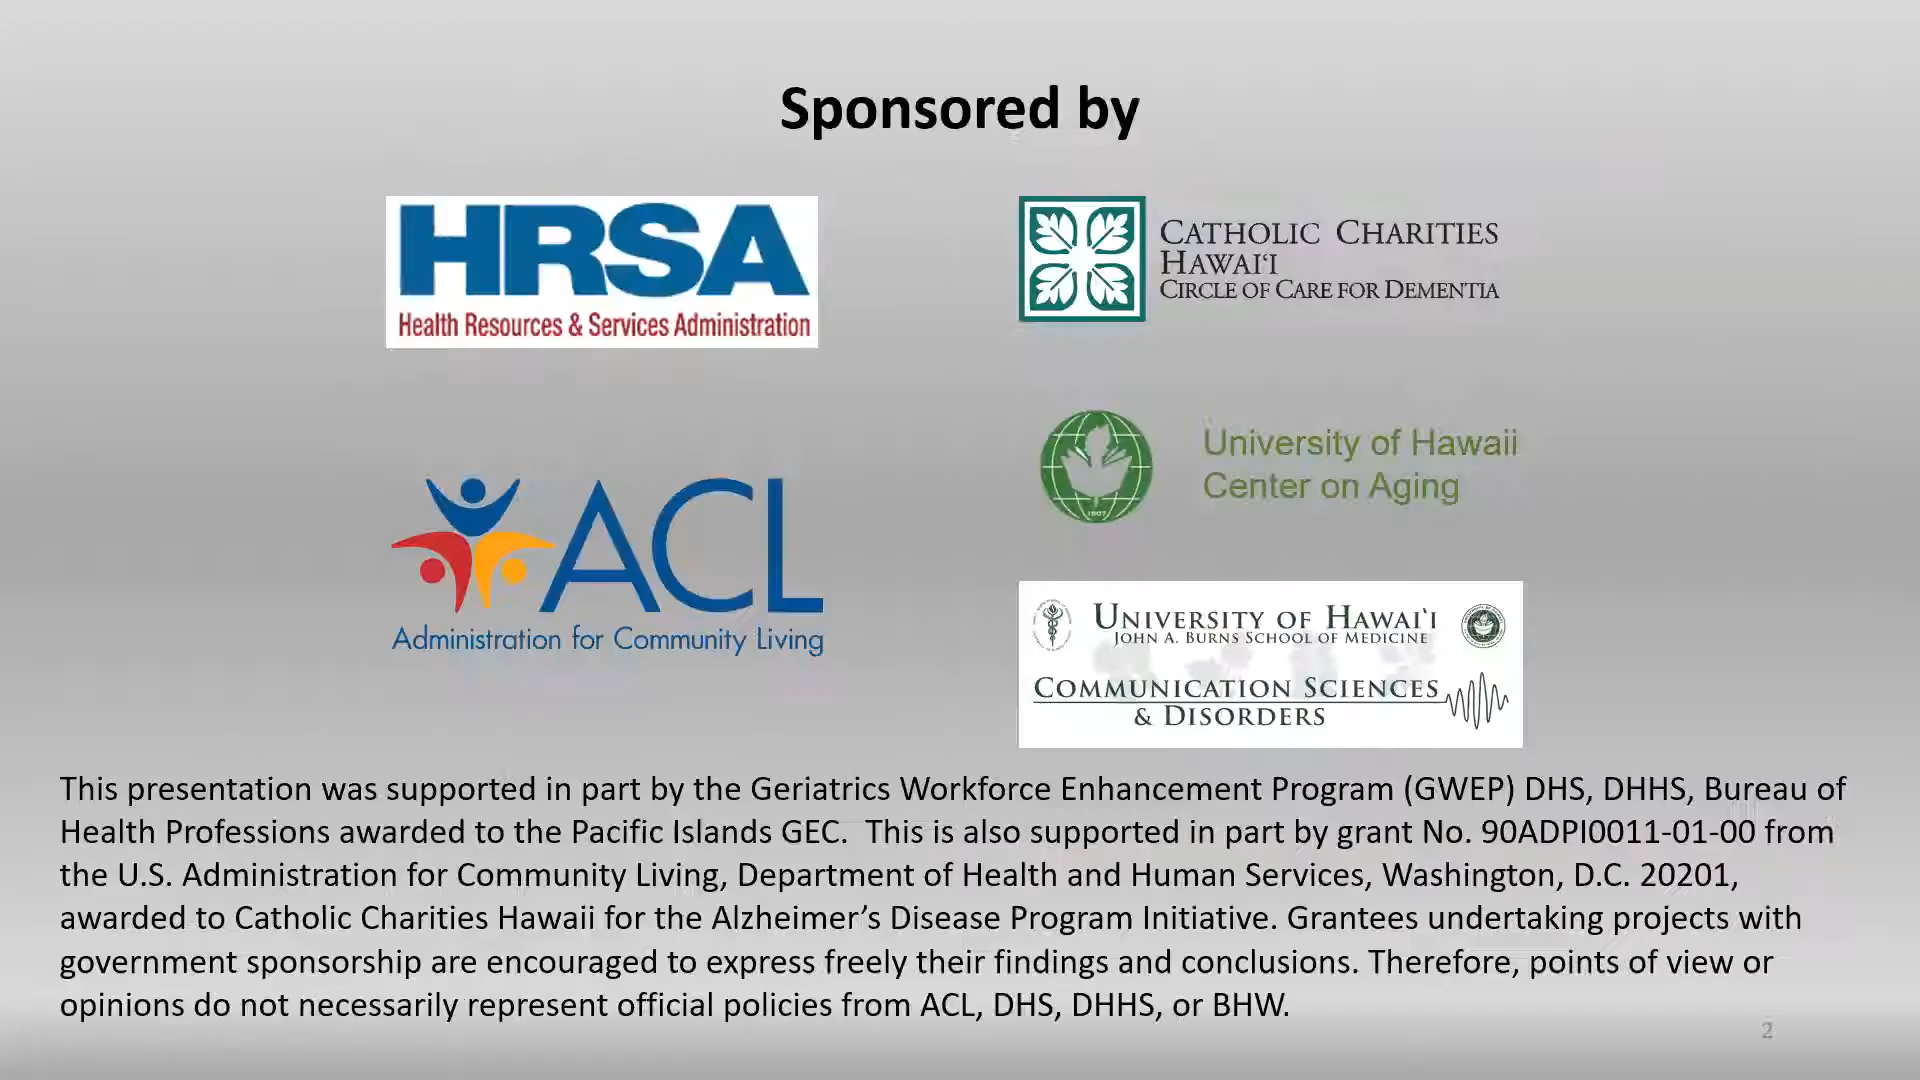 Sponsored by
HRSA
Health Resources & Services Administration
CATHOLIC CHARITIES
HAWAI‘I
CIRCLE OF CARE FOR DEMENTIA
ACL
Administration for Community Living
1907
University of Hawaii
Center on Aging
UNIVERSITY OF HAWAI‘I
JOHN A. BURNS SCHOOL OF MEDICINE
COMMUNICATION SCIENCES
& DISORDERS
This presentation was supported in part by the Geriatrics Workforce Enhancement Program (GWEP) DHS, DHHS, Bureau of
Health Professions awarded to the Pacific Islands GEC.  This is also supported in part by grant No. 90ADPI0011-01-00 from
the U.S. Administration for Community Living, Department of Health and Human Services, Washington, D.C. 20201,
awarded to Catholic Charities Hawaii for the Alzheimer’s Disease Program Initiative. Grantees undertaking projects with
government sponsorship are encouraged to express freely their findings and conclusions. Therefore, points of view or
opinions do not necessarily represent official policies from ACL, DHS, DHHS, or BHW.
2